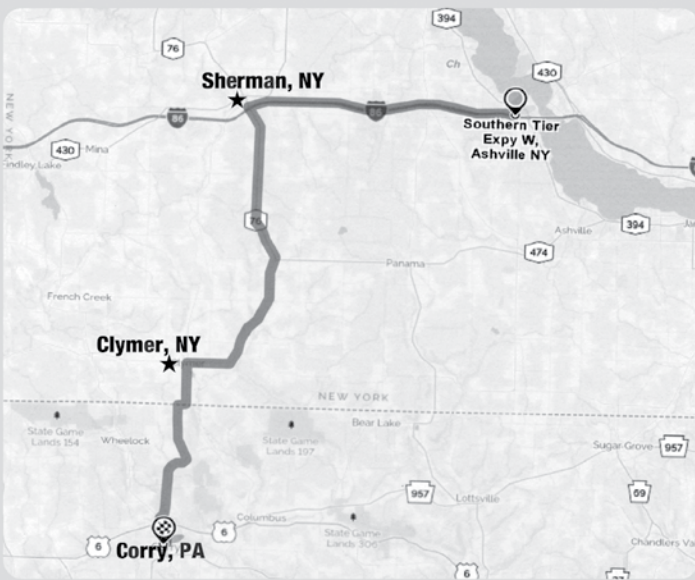 394
76
Ch
430
Sherman, NY
NEW YORK
86
86
Southern Tier
Expy W,
Ashville NY
430
Mina
indley Lake
76
394
Ashville
474
Panama
French Creek
Clymer, NY
NEW YORK
State Game
Lands 154
Wheelock
State Game
Lands 197
Bear Lake
Sugar Grove
957
957
Lottsville
69
Columbus
6
6
State Game
Lands 306
Corry, PA
Chandlers Va
6